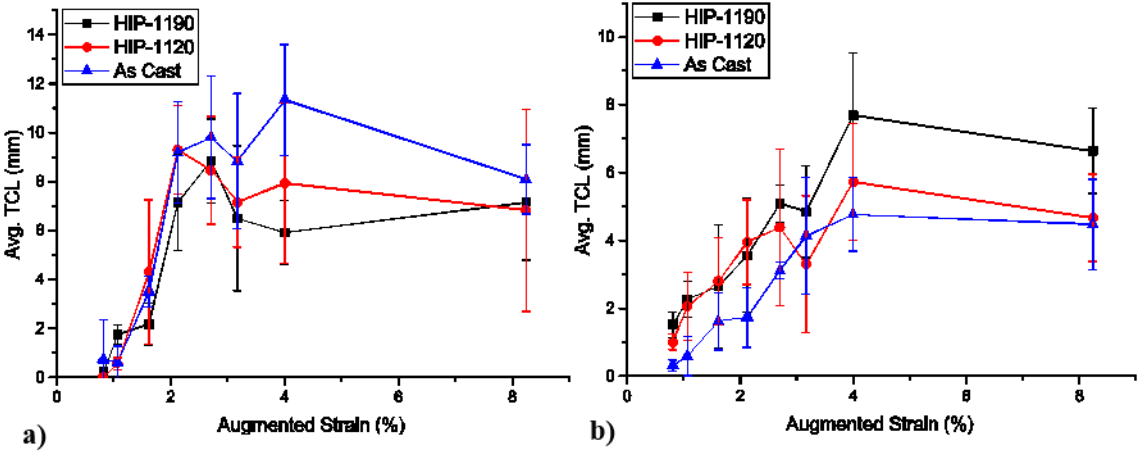 HIP-1190
HIP-1120
As Cast
14
12
10
8
6
4
2
0
Avg. TCL (mm)
0 2 4 6 8
Augmented Strain (%)
a)
HIP-1190
HIP-1120
As Cast
10
8
6
4
2
0
Avg. TCL (mm)
0 2 4 6 8
Augmented Strain (%)
b)